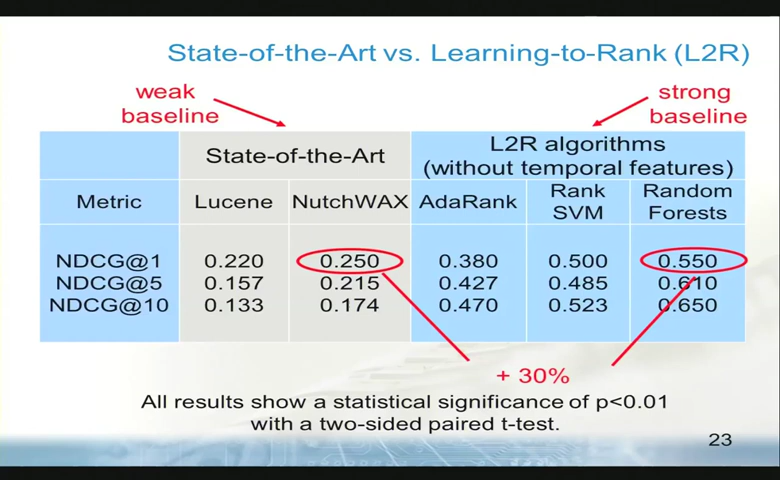 State-of-the-Art vs. Learning-to-Rank (L2R)
weak
baseline
strong
baseline
State-of-the-Art
L2R algorithms
(without temporal features)
Metric Lucene NutchWAX AdaRank Rank SVM Random Forests
NDCG@1 0.220 0.250 0.380 0.500 0.550
NDCG@5 0.157 0.215 0.427 0.485 0.610
NDCG@10 0.133 0.174 0.470 0.523 0.650
+ 30%
All results show a statistical significance of p<0.01
with a two-sided paired t-test.
23